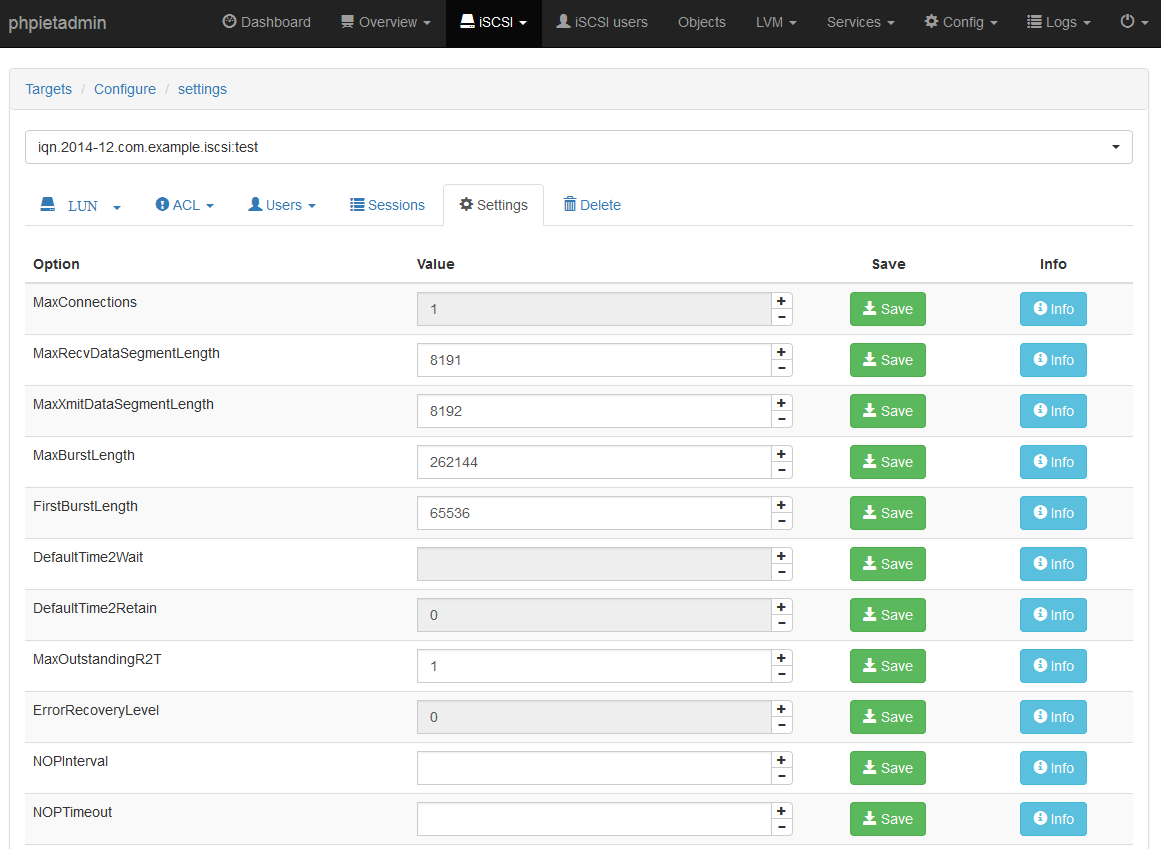 phpietadmin Dashboard Overview iSCSI iSCSI users Objects LVM Services Config Logs
Targets / Configure / settings
iqn.2014-12.com.example.iscsi:test
LUN ACL Users Sessions Settings Delete
Option Value Save Info
MaxConnections 1 Save Info
MaxRecvDataSegmentLength 8191 Save Info
MaxXmitDataSegmentLength 8192 Save Info
MaxBurstLength 262144 Save Info
FirstBurstLength 65536 Save Info
DefaultTime2Wait Save Info
DefaultTime2Retain 0 Save Info
MaxOutstandingR2T 1 Save Info
ErrorRecoveryLevel 0 Save Info
NOPInterval Save Info
NOPTimeout Save Info